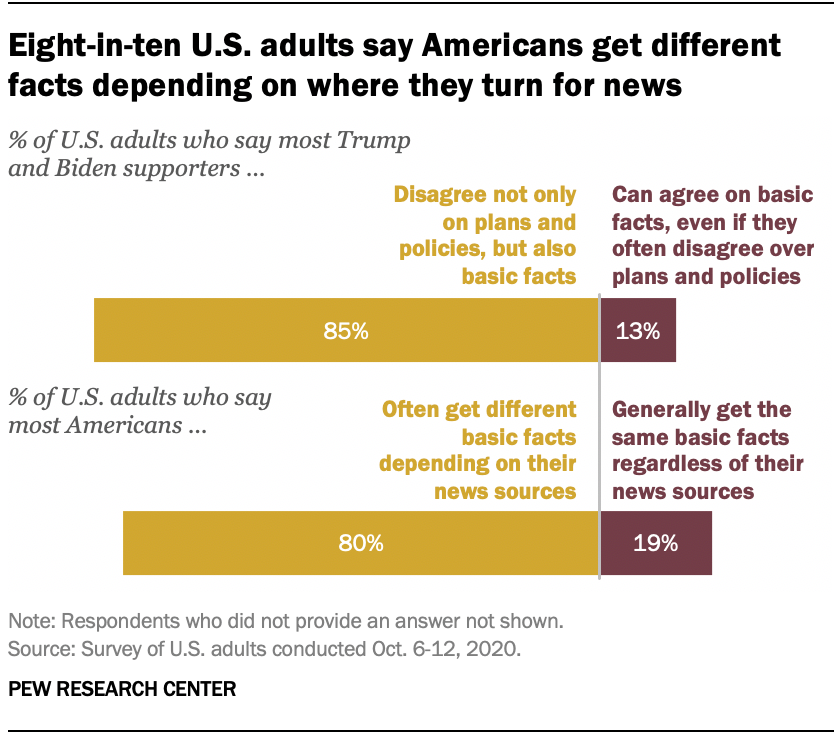 Eight-in-ten U.S. adults say Americans get different
facts depending on where they turn for news
% of U.S. adults who say most Trump
and Biden supporters ...
Disagree not only
on plans and
policies, but also
basic facts
Can agree on basic
facts, even if they
often disagree over
plans and policies
85%
13%
% of U.S. adults who say
most Americans ...
Often get different
basic facts
depending on their
news sources
Generally get the
same basic facts
regardless of their
news sources
80%
19%
Note: Respondents who did not provide an answer not shown.
Source: Survey of U.S. adults conducted Oct. 6-12, 2020.
PEW RESEARCH CENTER